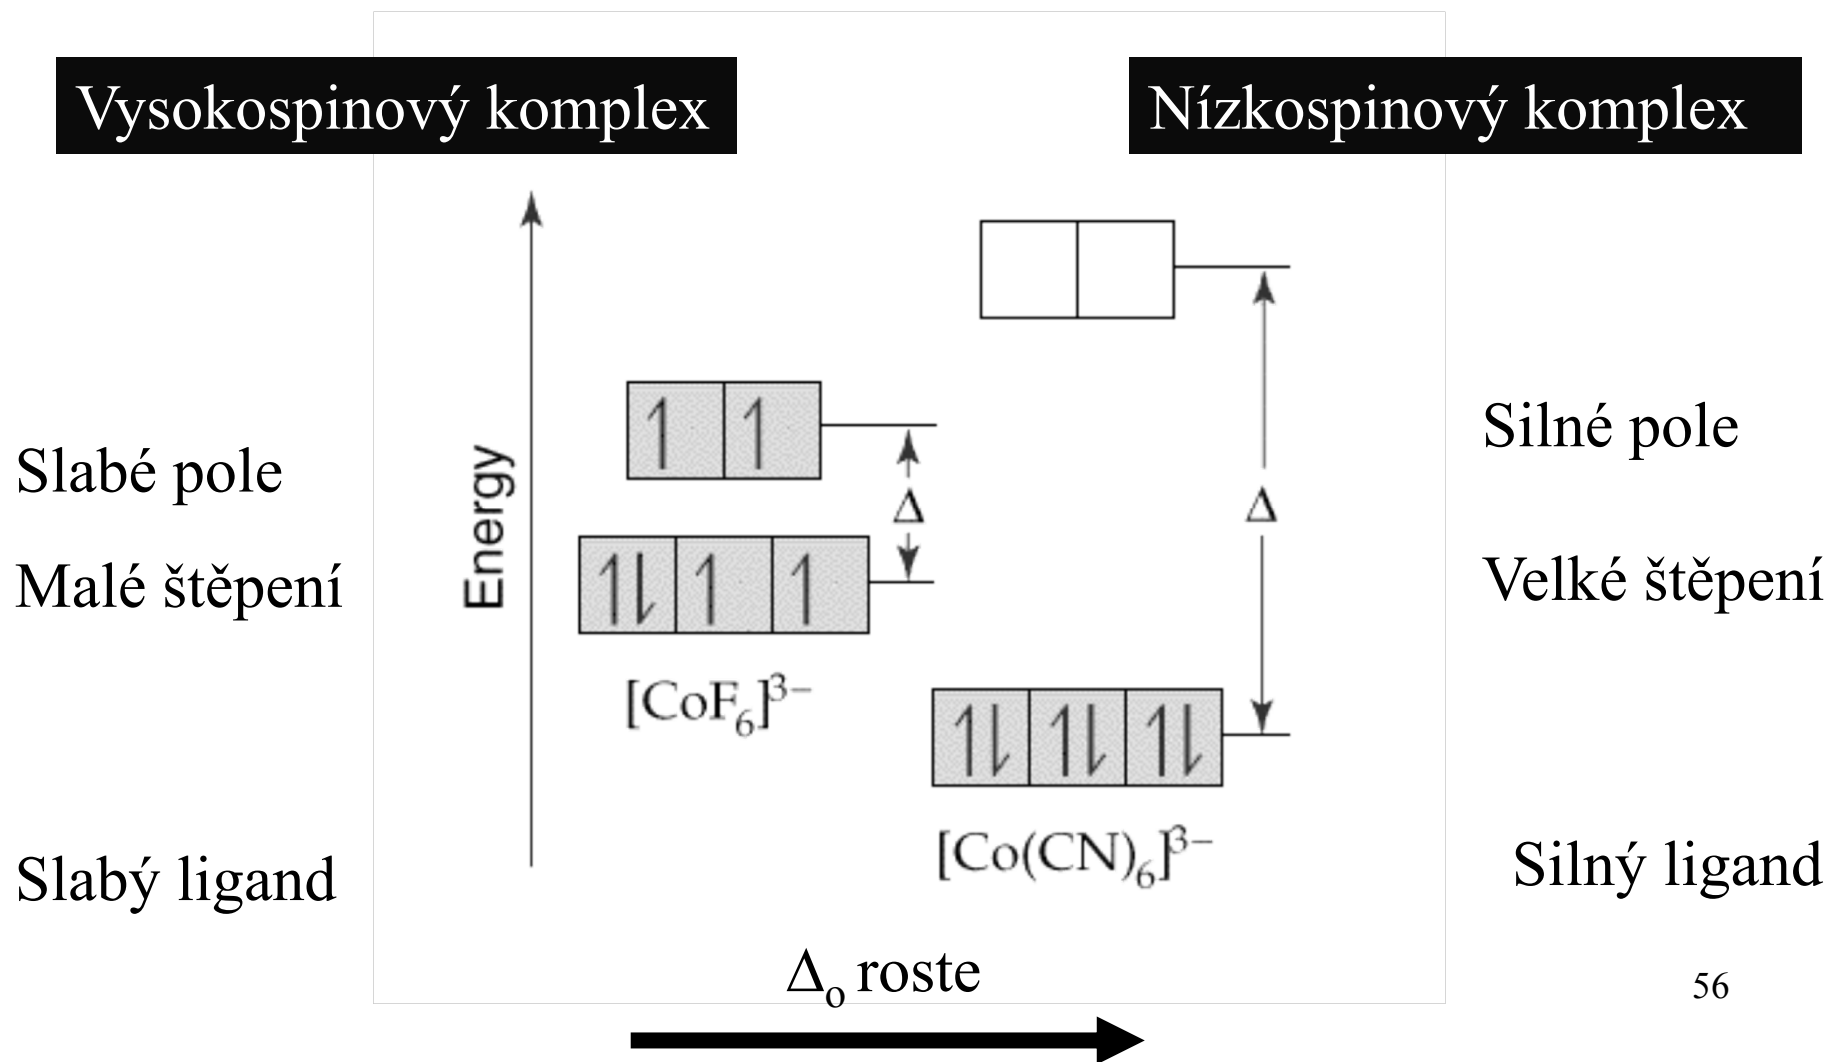 Vysokospinový komplex
Nízkospinový komplex
Slabé pole
Malé štěpení
Slabý ligand
Energy
Δ
[CoF₆]³⁻
Δ
[Co(CN)₆]³⁻
Silné pole
Velké štěpení
Silný ligand
Δₒ roste
56